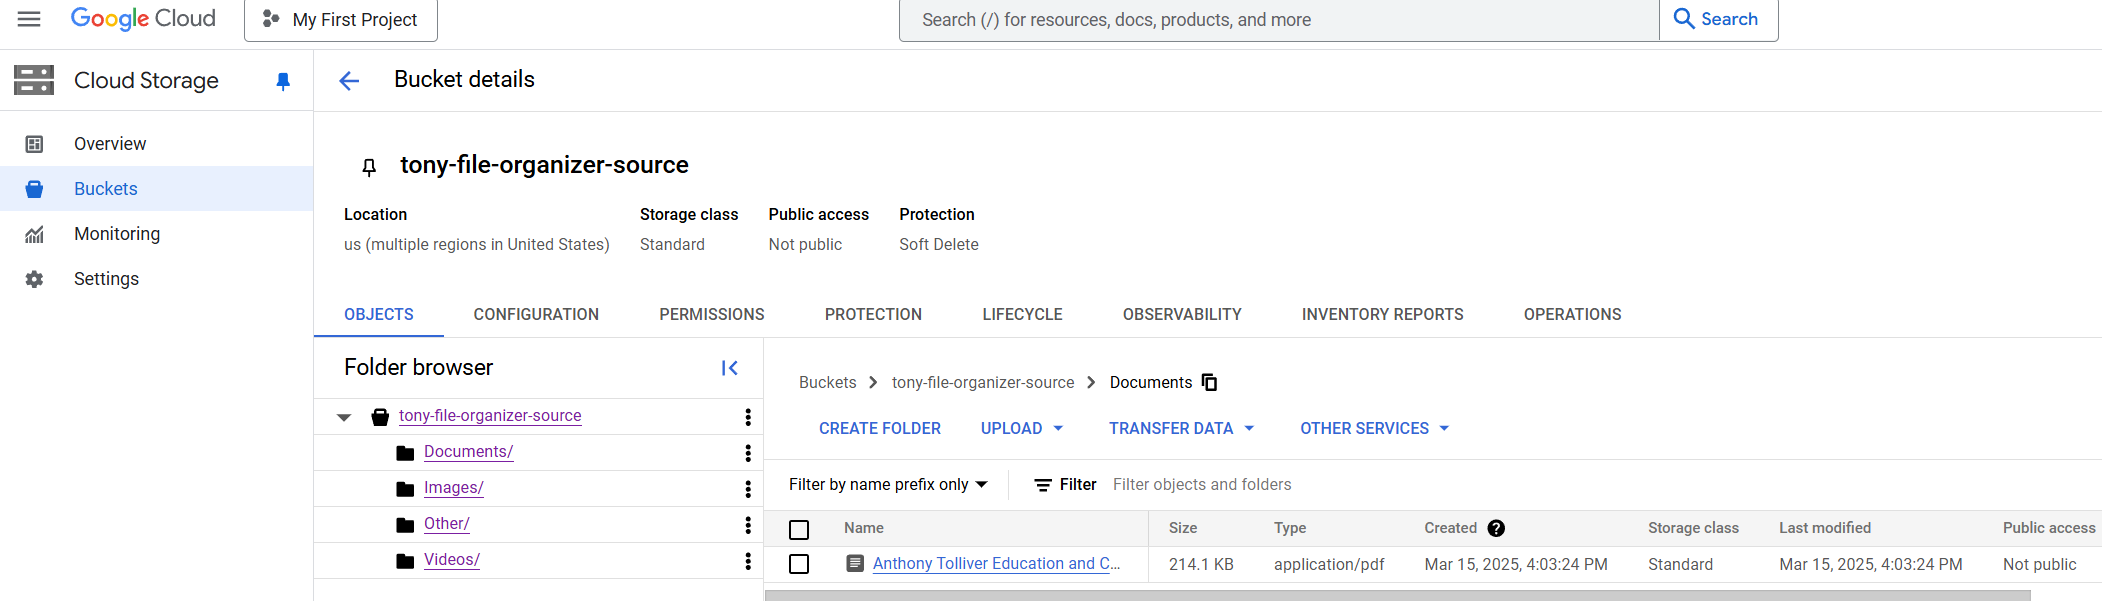 Google Cloud
My First Project
Search (/) for resources, docs, products, and more
Search
Cloud Storage
Bucket details
Overview
Buckets
Monitoring
Settings
tony-file-organizer-source
Location Storage class Public access Protection
us (multiple regions in United States) Standard Not public Soft Delete
OBJECTS CONFIGURATION PERMISSIONS PROTECTION LIFECYCLE OBSERVABILITY INVENTORY REPORTS OPERATIONS
Folder browser
tony-file-organizer-source
Documents/
Images/
Other/
Videos/
Buckets > tony-file-organizer-source > Documents
CREATE FOLDER UPLOAD TRANSFER DATA OTHER SERVICES
Filter by name prefix only Filter Filter objects and folders
Name Size Type Created Storage class Last modified Public access
Anthony Tolliver Education and C... 214.1 KB application/pdf Mar 15, 2025, 4:03:24 PM Standard Mar 15, 2025, 4:03:24 PM Not public